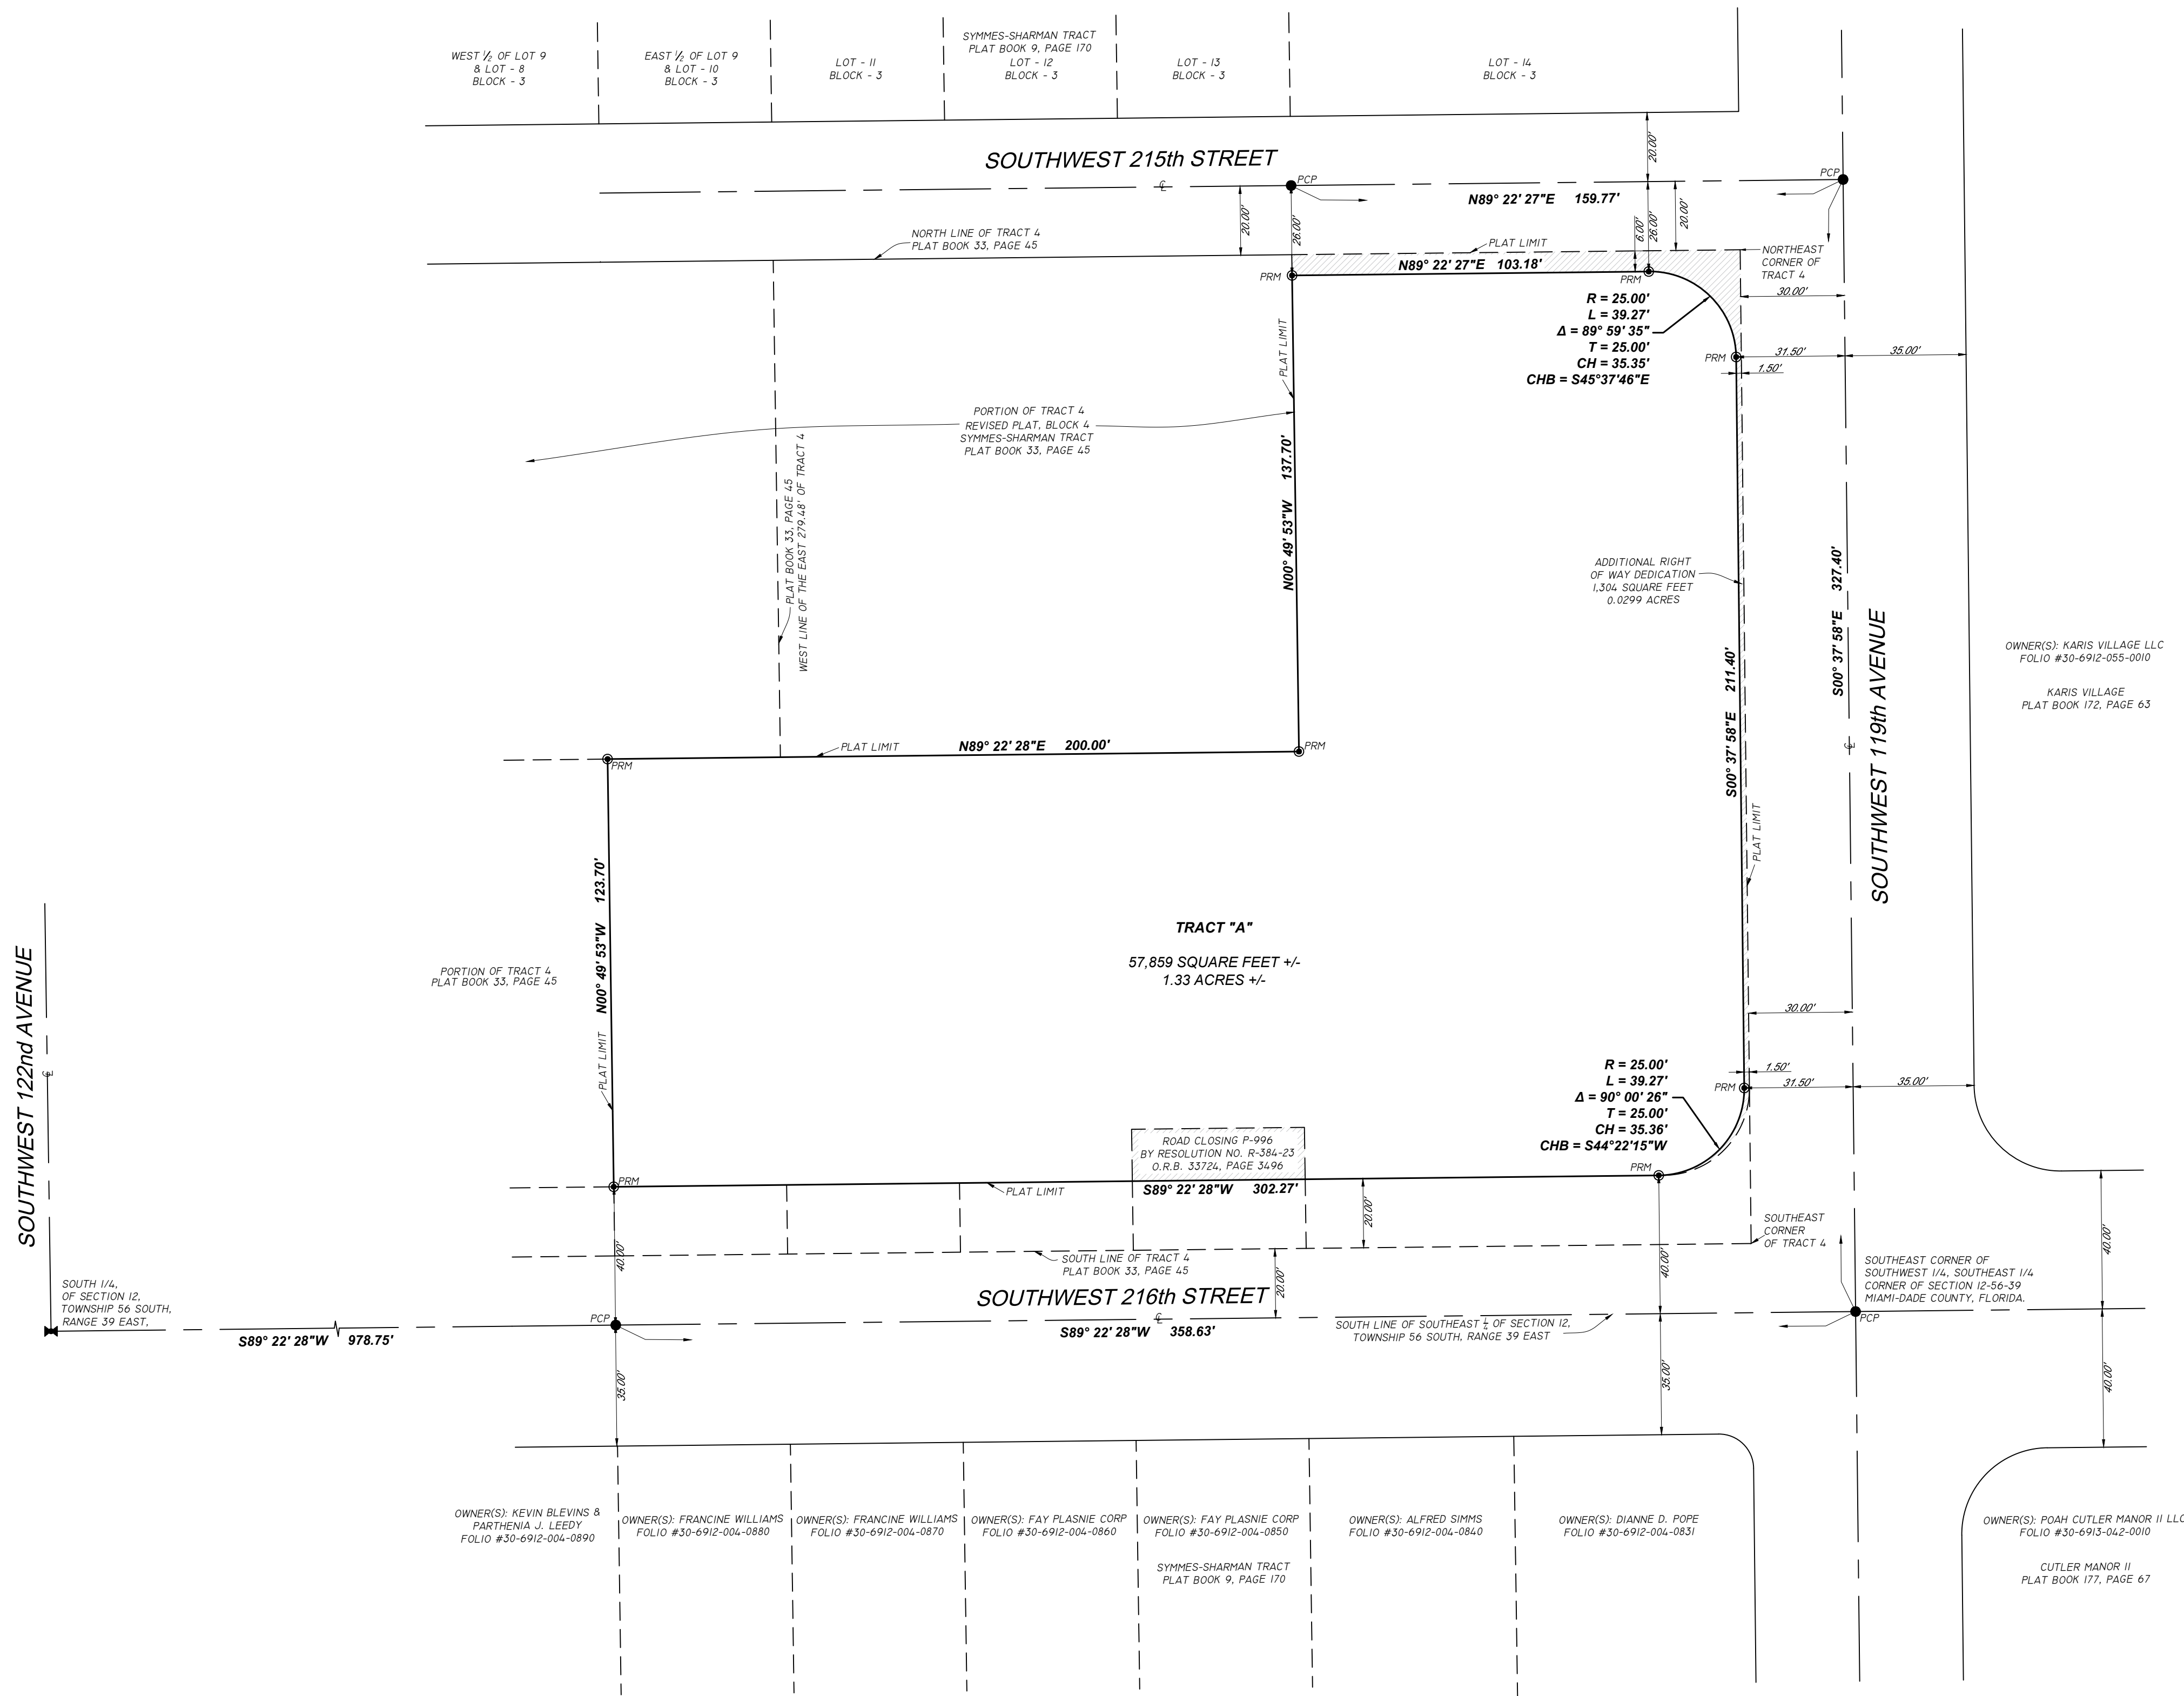 WEST 1/2 OF LOT 9
& LOT - 8
BLOCK - 3
EAST 1/2 OF LOT 9
& LOT - 10
BLOCK - 3
LOT - 11
BLOCK - 3
SYMMES-SHARMAN TRACT
PLAT BOOK 9, PAGE 170
LOT - 12
BLOCK - 3
LOT - 13
BLOCK - 3
LOT - 14
BLOCK - 3
SOUTHWEST 215th STREET
20.00'
PCP
PCP
N89° 22' 27"E 159.77'
20.00'
26.00'
6.00'
26.00'
20.00'
NORTH LINE OF TRACT 4
PLAT BOOK 33, PAGE 45
PLAT LIMIT
NORTHEAST
CORNER OF
TRACT 4
PRM
N89° 22' 27"E 103.18'
PRM
30.00'
R = 25.00'
L = 39.27'
Δ = 89° 59' 35"
T = 25.00'
CH = 35.35'
CHB = S45°37'46"E
PRM
31.50'
35.00'
1.50'
PLAT LIMIT
PORTION OF TRACT 4
REVISED PLAT, BLOCK 4
SYMMES-SHARMAN TRACT
PLAT BOOK 33, PAGE 45
PLAT BOOK 33, PAGE 45
WEST LINE OF THE EAST 279.48' OF TRACT 4
N00° 49' 53"W 137.70'
ADDITIONAL RIGHT
OF WAY DEDICATION
1,304 SQUARE FEET
0.0299 ACRES
S00° 37' 58"E 327.40'
S00° 37' 58"E 211.40'
SOUTHWEST 119th AVENUE
OWNER(S): KARIS VILLAGE LLC
FOLIO #30-6912-055-0010
KARIS VILLAGE
PLAT BOOK 172, PAGE 63
PLAT LIMIT
N89° 22' 28"E 200.00'
PRM
PRM
PLAT LIMIT
N00° 49' 53"W 123.70'
TRACT "A"
57,859 SQUARE FEET +/-
1.33 ACRES +/-
PORTION OF TRACT 4
PLAT BOOK 33, PAGE 45
SOUTHWEST 122nd AVENUE
PLAT LIMIT
30.00'
R = 25.00'
L = 39.27'
Δ = 90° 00' 26"
T = 25.00'
CH = 35.36'
CHB = S44°22'15"W
1.50'
PRM
31.50'
35.00'
ROAD CLOSING P-996
BY RESOLUTION NO. R-384-23
O.R.B. 33724, PAGE 3496
PRM
PRM
PLAT LIMIT
S89° 22' 28"W 302.27'
20.00'
SOUTHEAST
CORNER
OF TRACT 4
40.00'
40.00'
40.00'
SOUTH LINE OF TRACT 4
PLAT BOOK 33, PAGE 45
20.00'
SOUTHEAST CORNER OF
SOUTHWEST 1/4, SOUTHEAST 1/4
CORNER OF SECTION 12-56-39
MIAMI-DADE COUNTY, FLORIDA.
SOUTH 1/4,
OF SECTION 12,
TOWNSHIP 56 SOUTH,
RANGE 39 EAST,
SOUTHWEST 216th STREET
PCP
PCP
S89° 22' 28"W 978.75'
S89° 22' 28"W 358.63'
SOUTH LINE OF SOUTHEAST 1/4 OF SECTION 12,
TOWNSHIP 56 SOUTH, RANGE 39 EAST
35.00'
35.00'
40.00'
OWNER(S): KEVIN BLEVINS &
PARTHENIA J. LEEDY
FOLIO #30-6912-004-0890
OWNER(S): FRANCINE WILLIAMS
FOLIO #30-6912-004-0880
OWNER(S): FRANCINE WILLIAMS
FOLIO #30-6912-004-0870
OWNER(S): FAY PLASNIE CORP
FOLIO #30-6912-004-0860
OWNER(S): FAY PLASNIE CORP
FOLIO #30-6912-004-0850
SYMMES-SHARMAN TRACT
PLAT BOOK 9, PAGE 170
OWNER(S): ALFRED SIMMS
FOLIO #30-6912-004-0840
OWNER(S): DIANNE D. POPE
FOLIO #30-6912-004-0831
OWNER(S): POAH CUTLER MANOR II LLC
FOLIO #30-6913-042-0010
CUTLER MANOR II
PLAT BOOK 177, PAGE 67